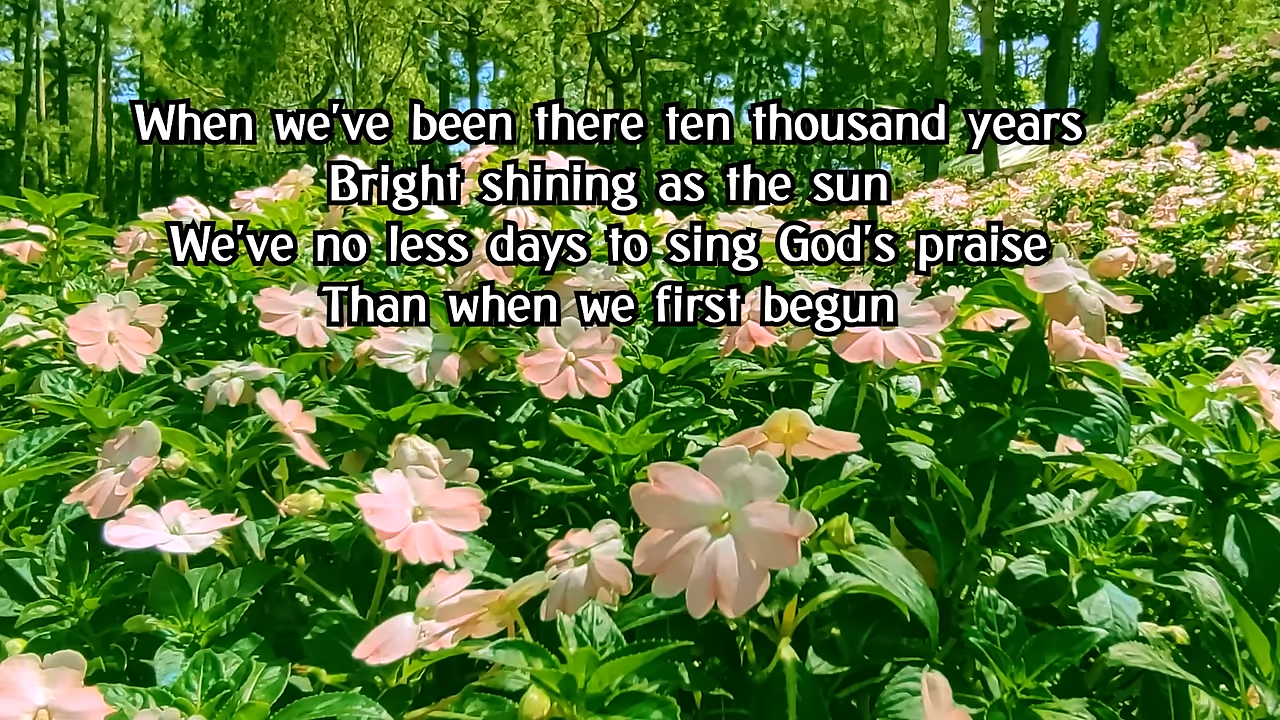 When we've been there ten thousand years
Bright shining as the sun
We've no less days to sing God's praise
Than when we first begun